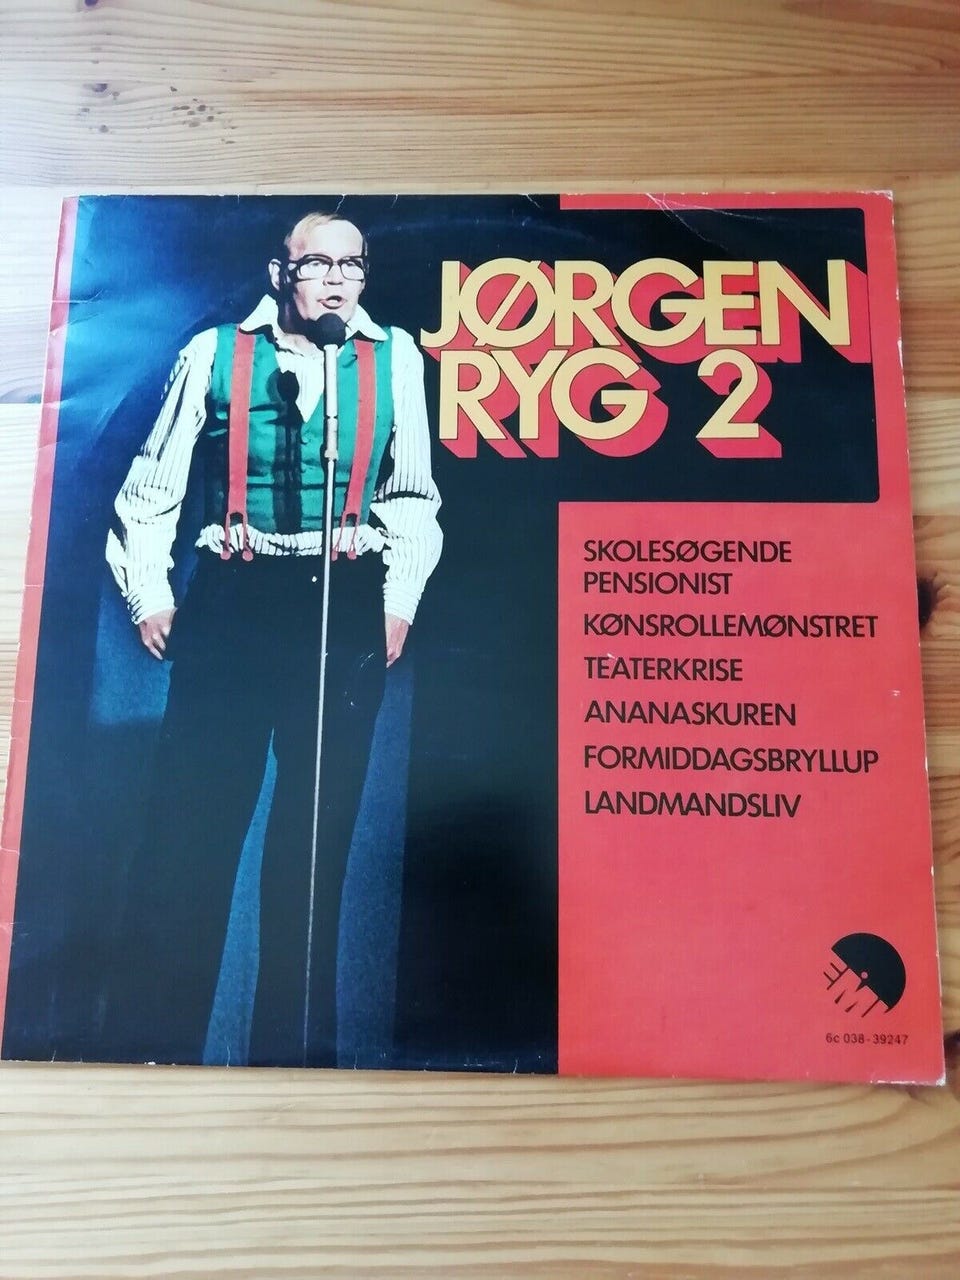 JØRGEN
RYG 2
SKOLESØGENDE
PENSIONIST
KØNSROLLEMØNSTRET
TEATERKRISE
ANANASKUREN
FORMIDDAGSBRYLLUP
LANDMANDSLIV
EMI
6c 038-39247